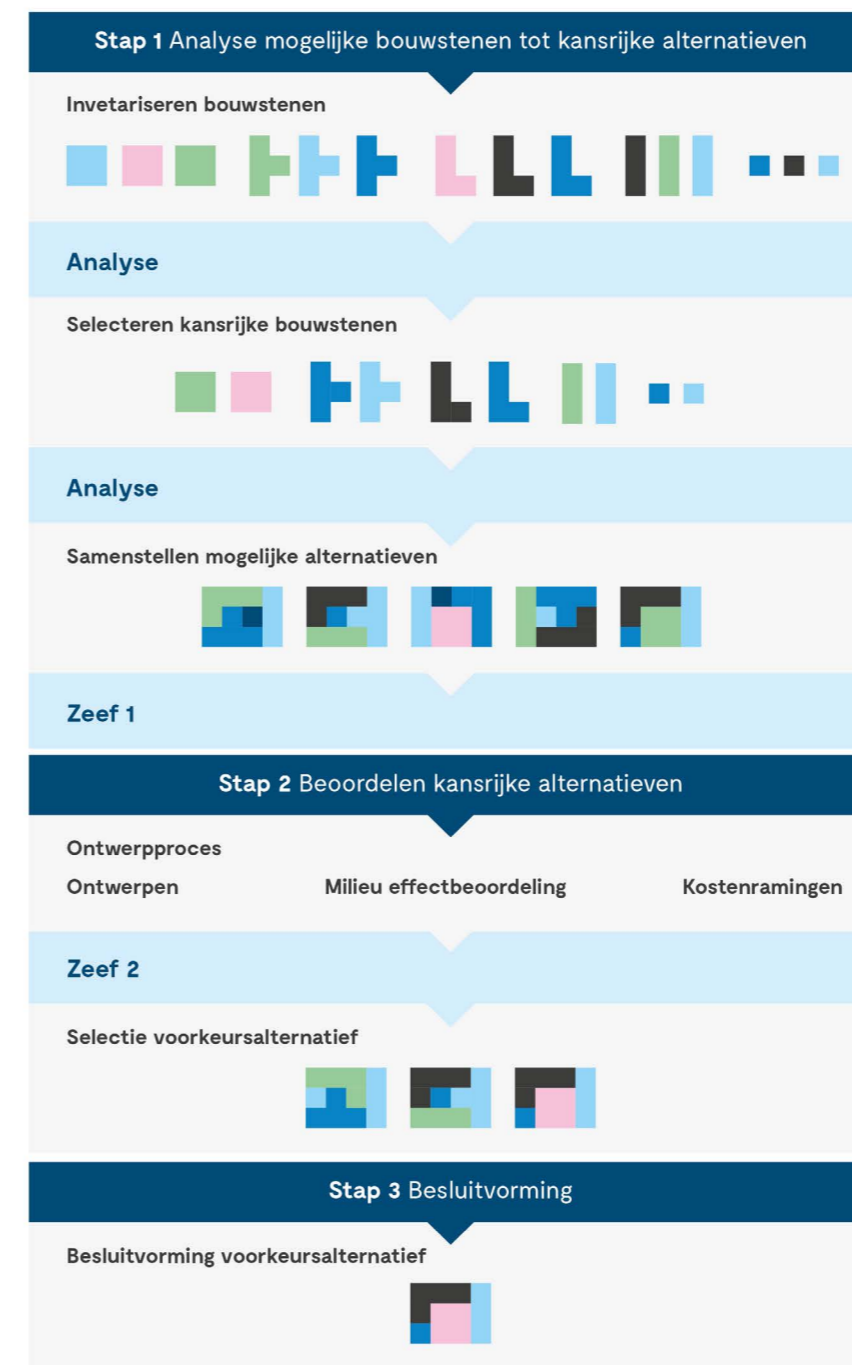 Stap 1 Analyse mogelijke bouwstenen tot kansrijke alternatieven
Invetariseren bouwstenen
Analyse
Selecteren kansrijke bouwstenen
Analyse
Samenstellen mogelijke alternatieven
Zeef 1
Stap 2 Beoordelen kansrijke alternatieven
Ontwerpproces
Ontwerpen Milieu effectbeoordeling Kostenramingen
Zeef 2
Selectie voorkeursalternatief
Stap 3 Besluitvorming
Besluitvorming voorkeursalternatief